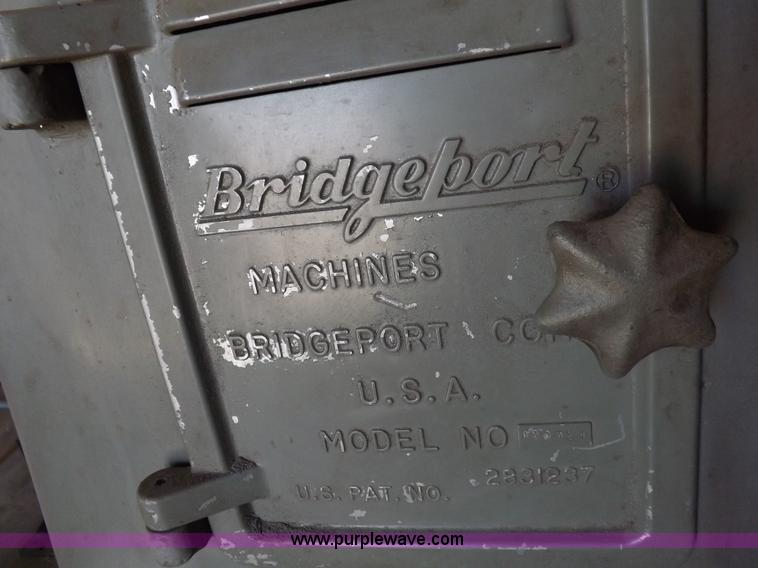 Bridgeport ®
MACHINES
BRIDGEPORT
U.S.A.
MODEL NO
U.S. PAT. NO. 2831237
www.purplewave.com